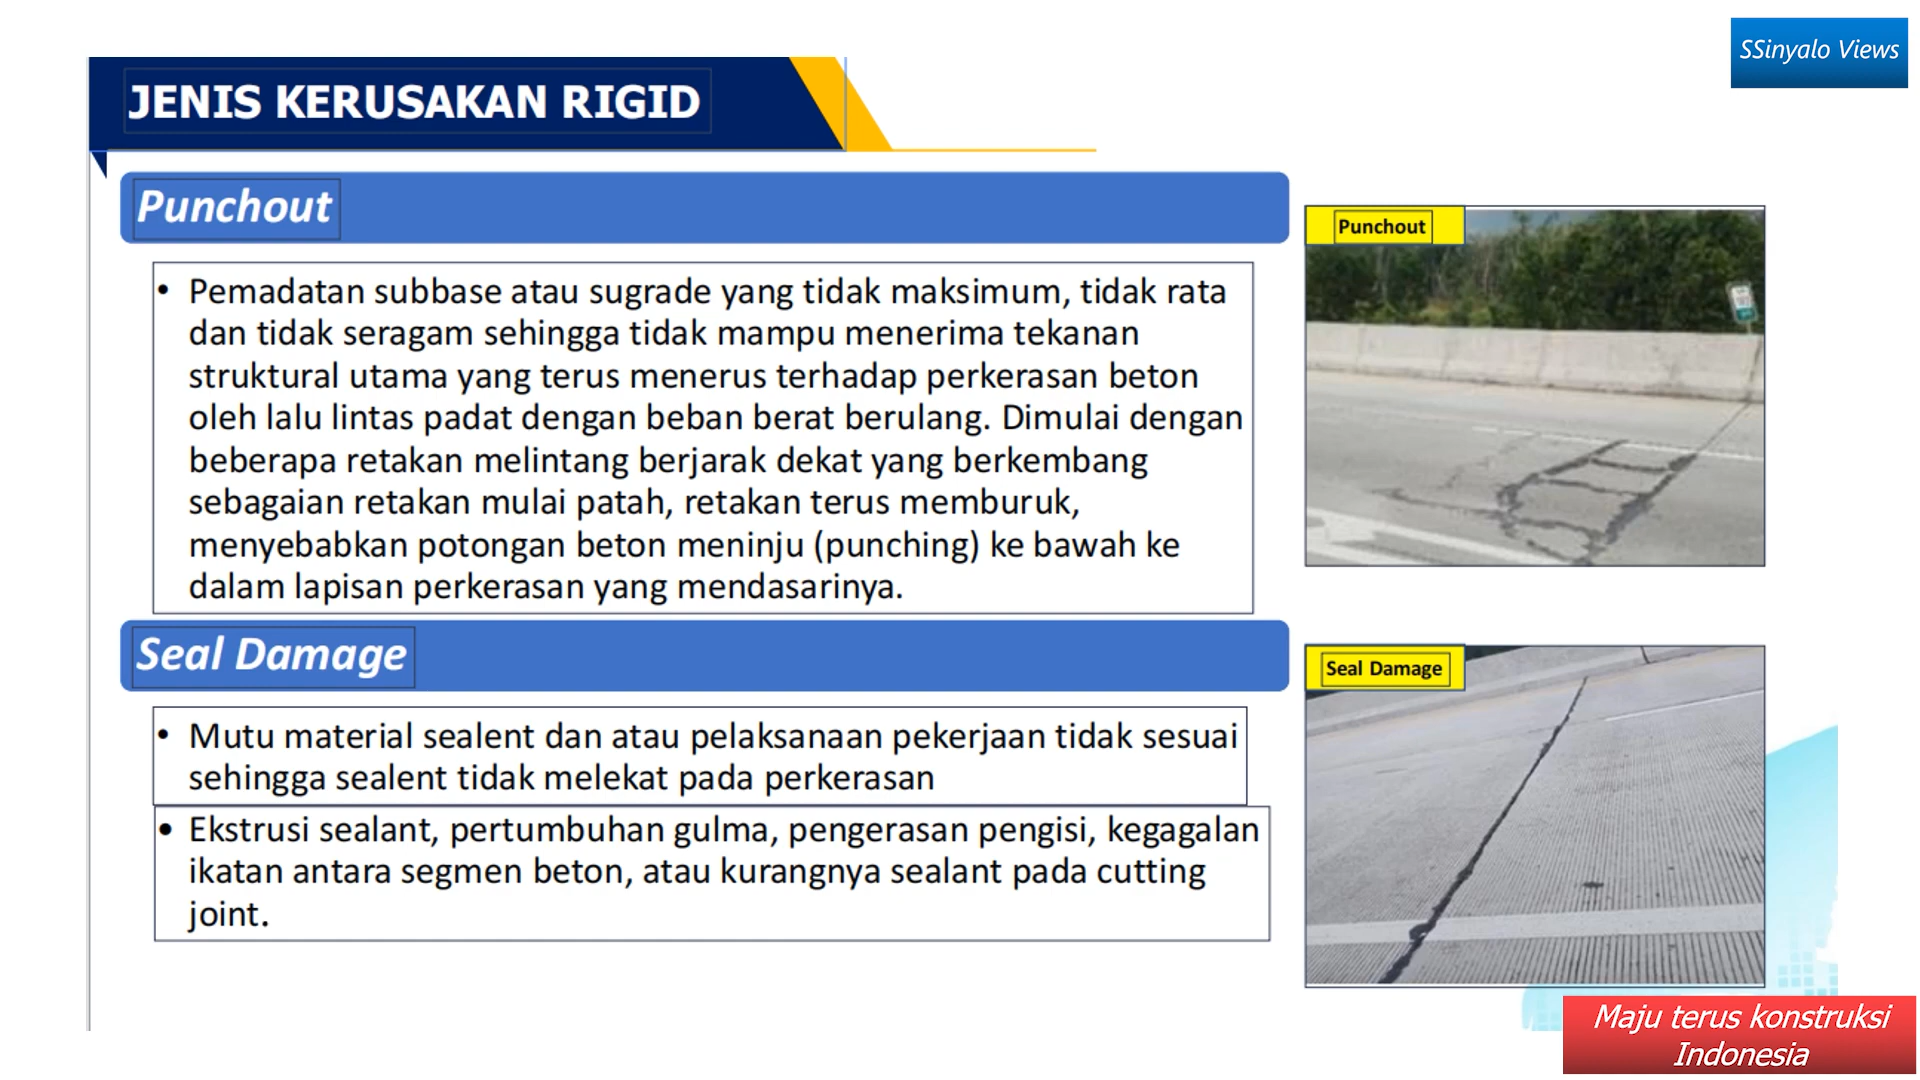 SSinyalo Views
JENIS KERUSAKAN RIGID
Punchout
• Pemadatan subbase atau sugrade yang tidak maksimum, tidak rata
dan tidak seragam sehingga tidak mampu menerima tekanan
struktural utama yang terus menerus terhadap perkerasan beton
oleh lalu lintas padat dengan beban berat berulang. Dimulai dengan
beberapa retakan melintang berjarak dekat yang berkembang
sebagaian retakan mulai patah, retakan terus memburuk,
menyebabkan potongan beton meninju (punching) ke bawah ke
dalam lapisan perkerasan yang mendasarinya.
Punchout
Seal Damage
• Mutu material sealent dan atau pelaksanaan pekerjaan tidak sesuai
sehingga sealent tidak melekat pada perkerasan
• Ekstrusi sealant, pertumbuhan gulma, pengerasan pengisi, kegagalan
ikatan antara segmen beton, atau kurangnya sealant pada cutting
joint.
Seal Damage
Maju terus konstruksi
Indonesia